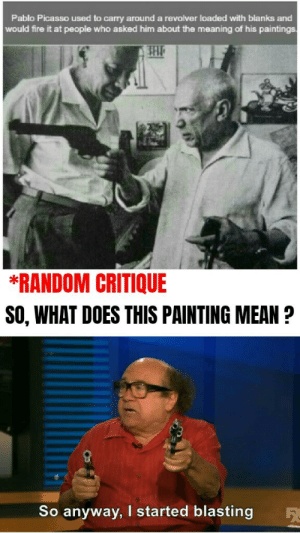 Pablo Picasso used to carry around a revolver loaded with blanks and
would fire it at people who asked him about the meaning of his paintings.
*RANDOM CRITIQUE
SO, WHAT DOES THIS PAINTING MEAN ?
So anyway, I started blasting
FX